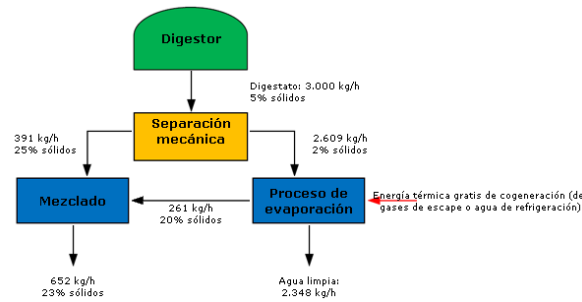 Digestor
Digestato: 3.000 kg/h
5% sólidos
Separación
mecánica
391 kg/h
25% sólidos
2.609 kg/h
2% sólidos
Mezclado
261 kg/h
20% sólidos
Proceso de
evaporación
Energía térmica gratis de cogeneración (de
gases de escape o agua de refrigeración)
652 kg/h
23% sólidos
Agua limpia:
2.348 kg/h